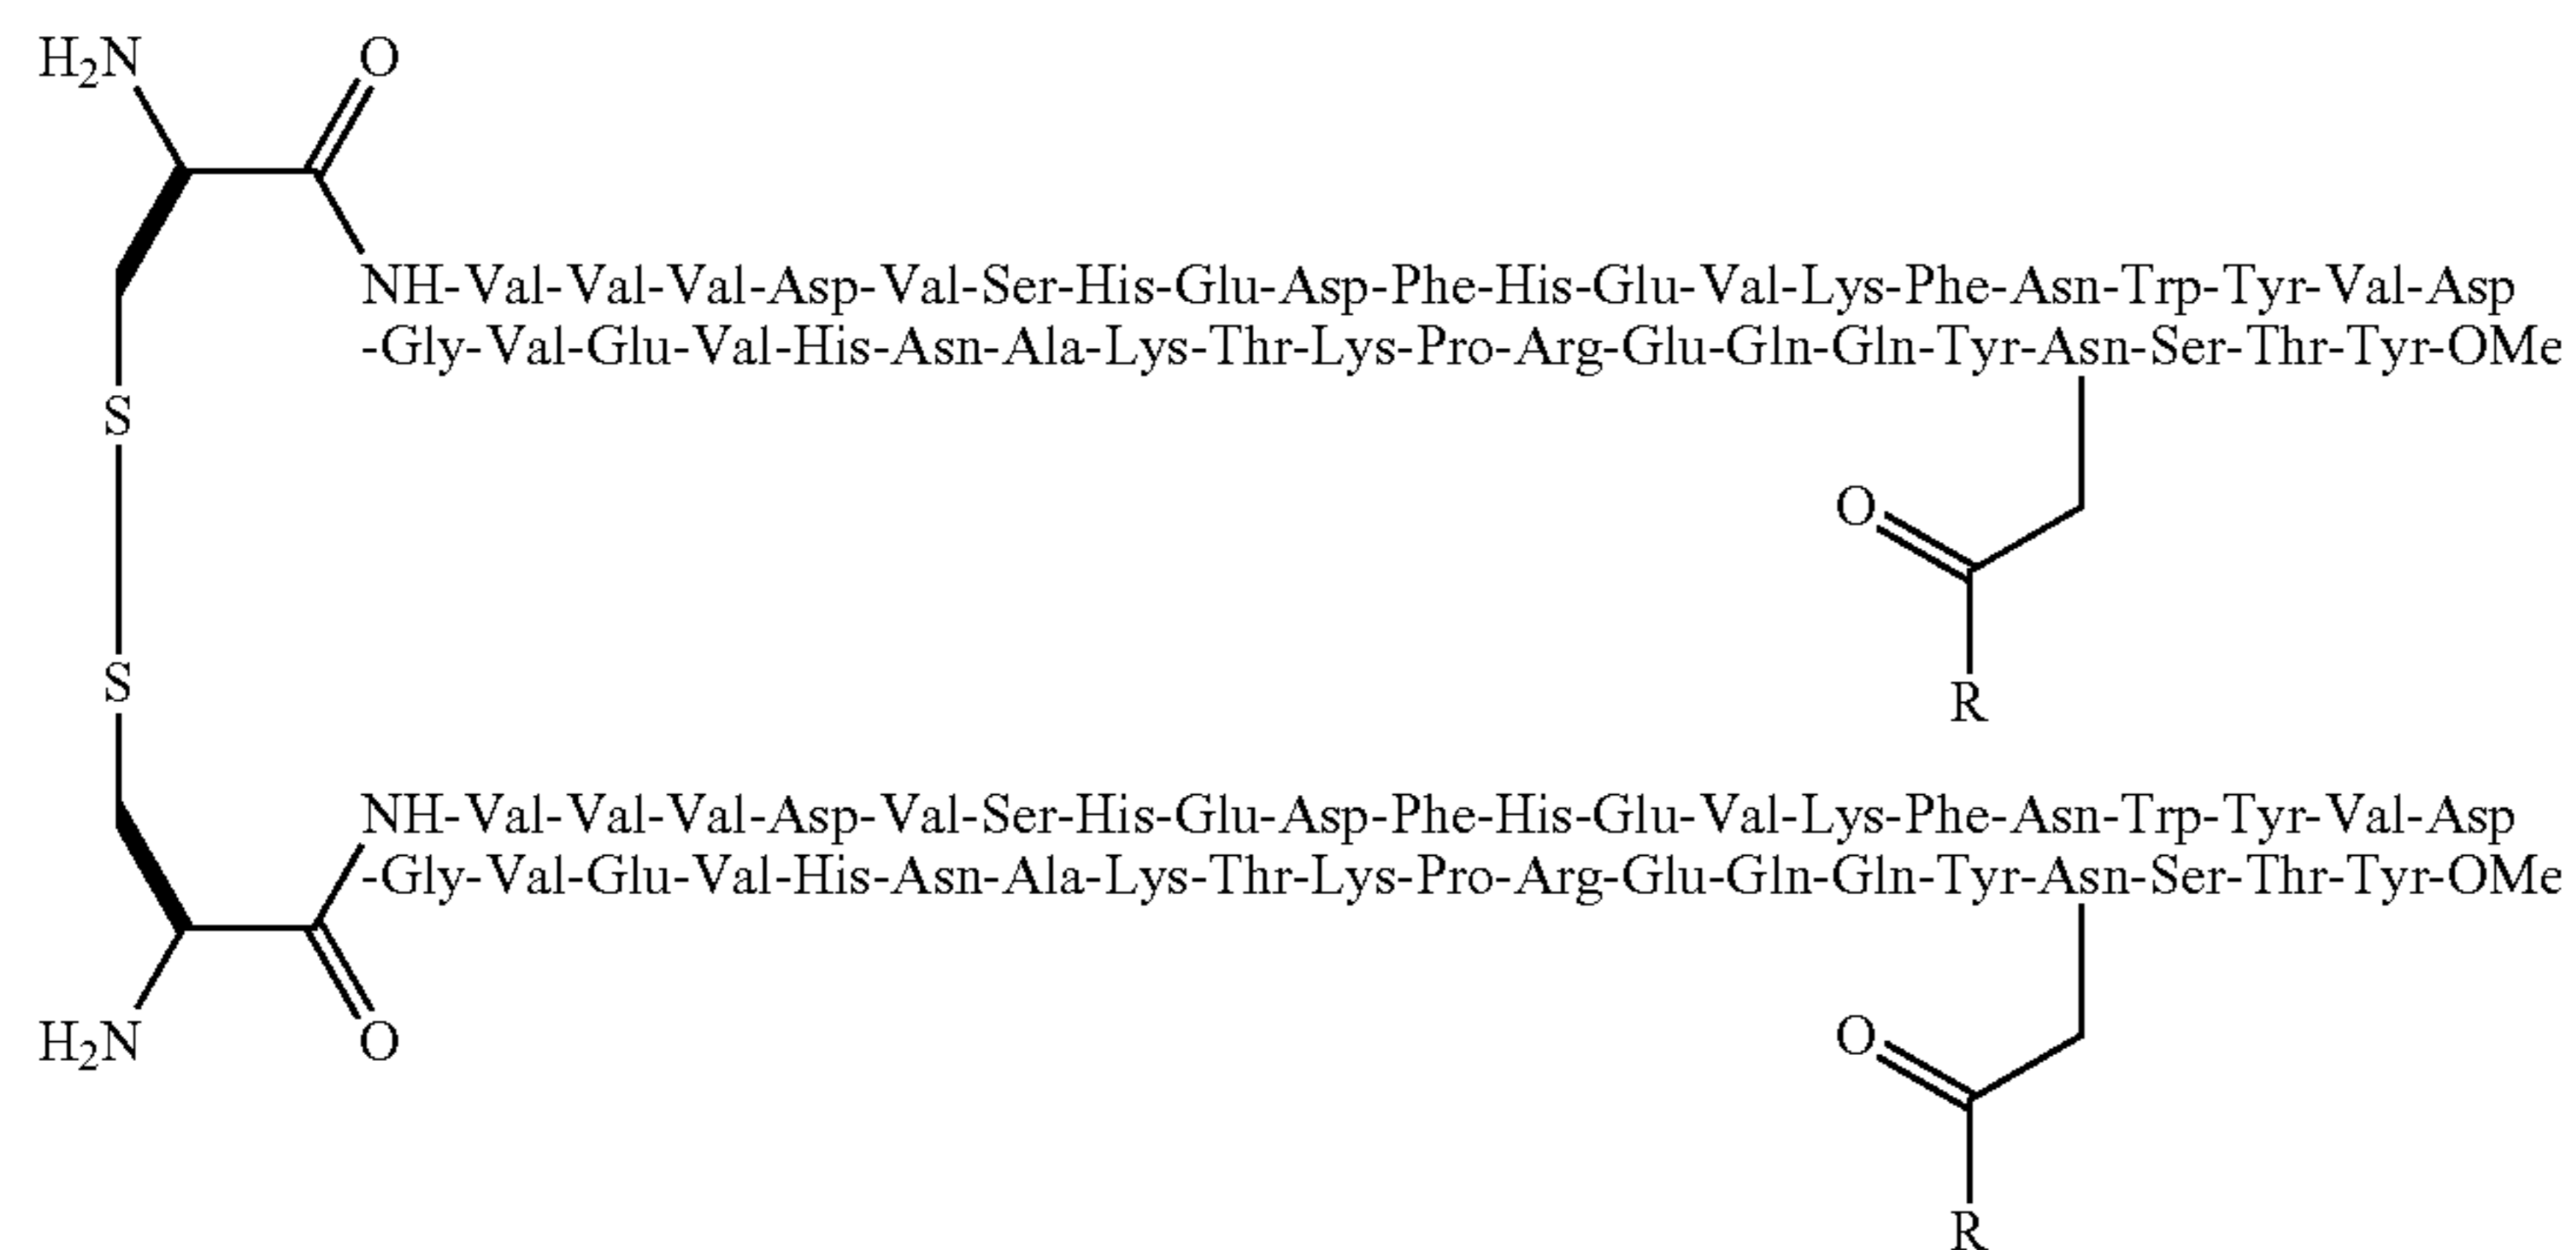 H2N O
NH-Val-Val-Val-Asp-Val-Ser-His-Glu-Asp-Phe-His-Glu-Val-Lys-Phe-Asn-Trp-Tyr-Val-Asp
-Gly-Val-Glu-Val-His-Asn-Ala-Lys-Thr-Lys-Pro-Arg-Glu-Gln-Gln-Tyr-Asn-Ser-Thr-Tyr-OMe
S
O
S
R
NH-Val-Val-Val-Asp-Val-Ser-His-Glu-Asp-Phe-His-Glu-Val-Lys-Phe-Asn-Trp-Tyr-Val-Asp
-Gly-Val-Glu-Val-His-Asn-Ala-Lys-Thr-Lys-Pro-Arg-Glu-Gln-Gln-Tyr-Asn-Ser-Thr-Tyr-OMe
H2N O
O
R